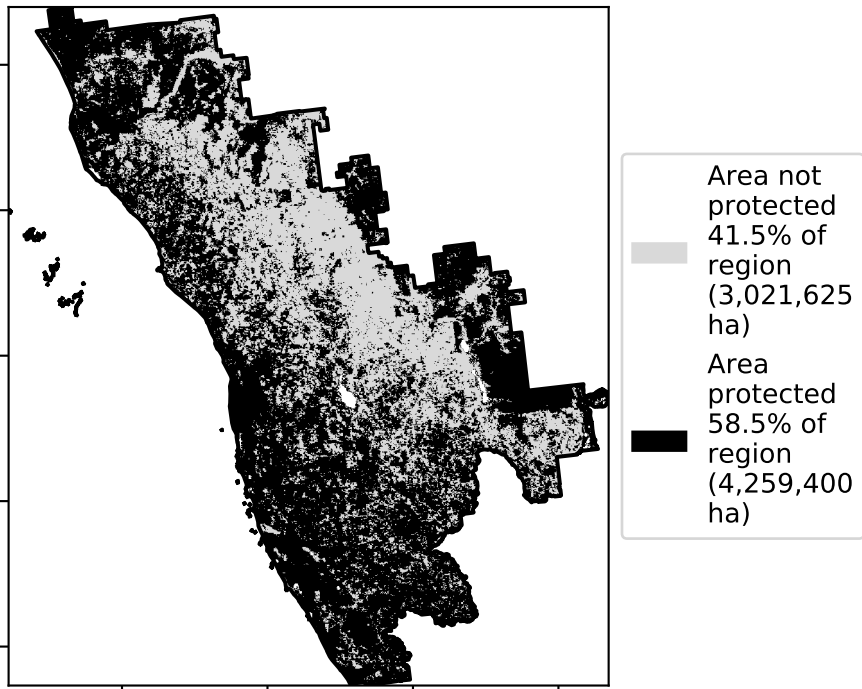 Area not
protected
41.5% of
region
(3,021,625
ha)
Area
protected
58.5% of
region
(4,259,400
ha)